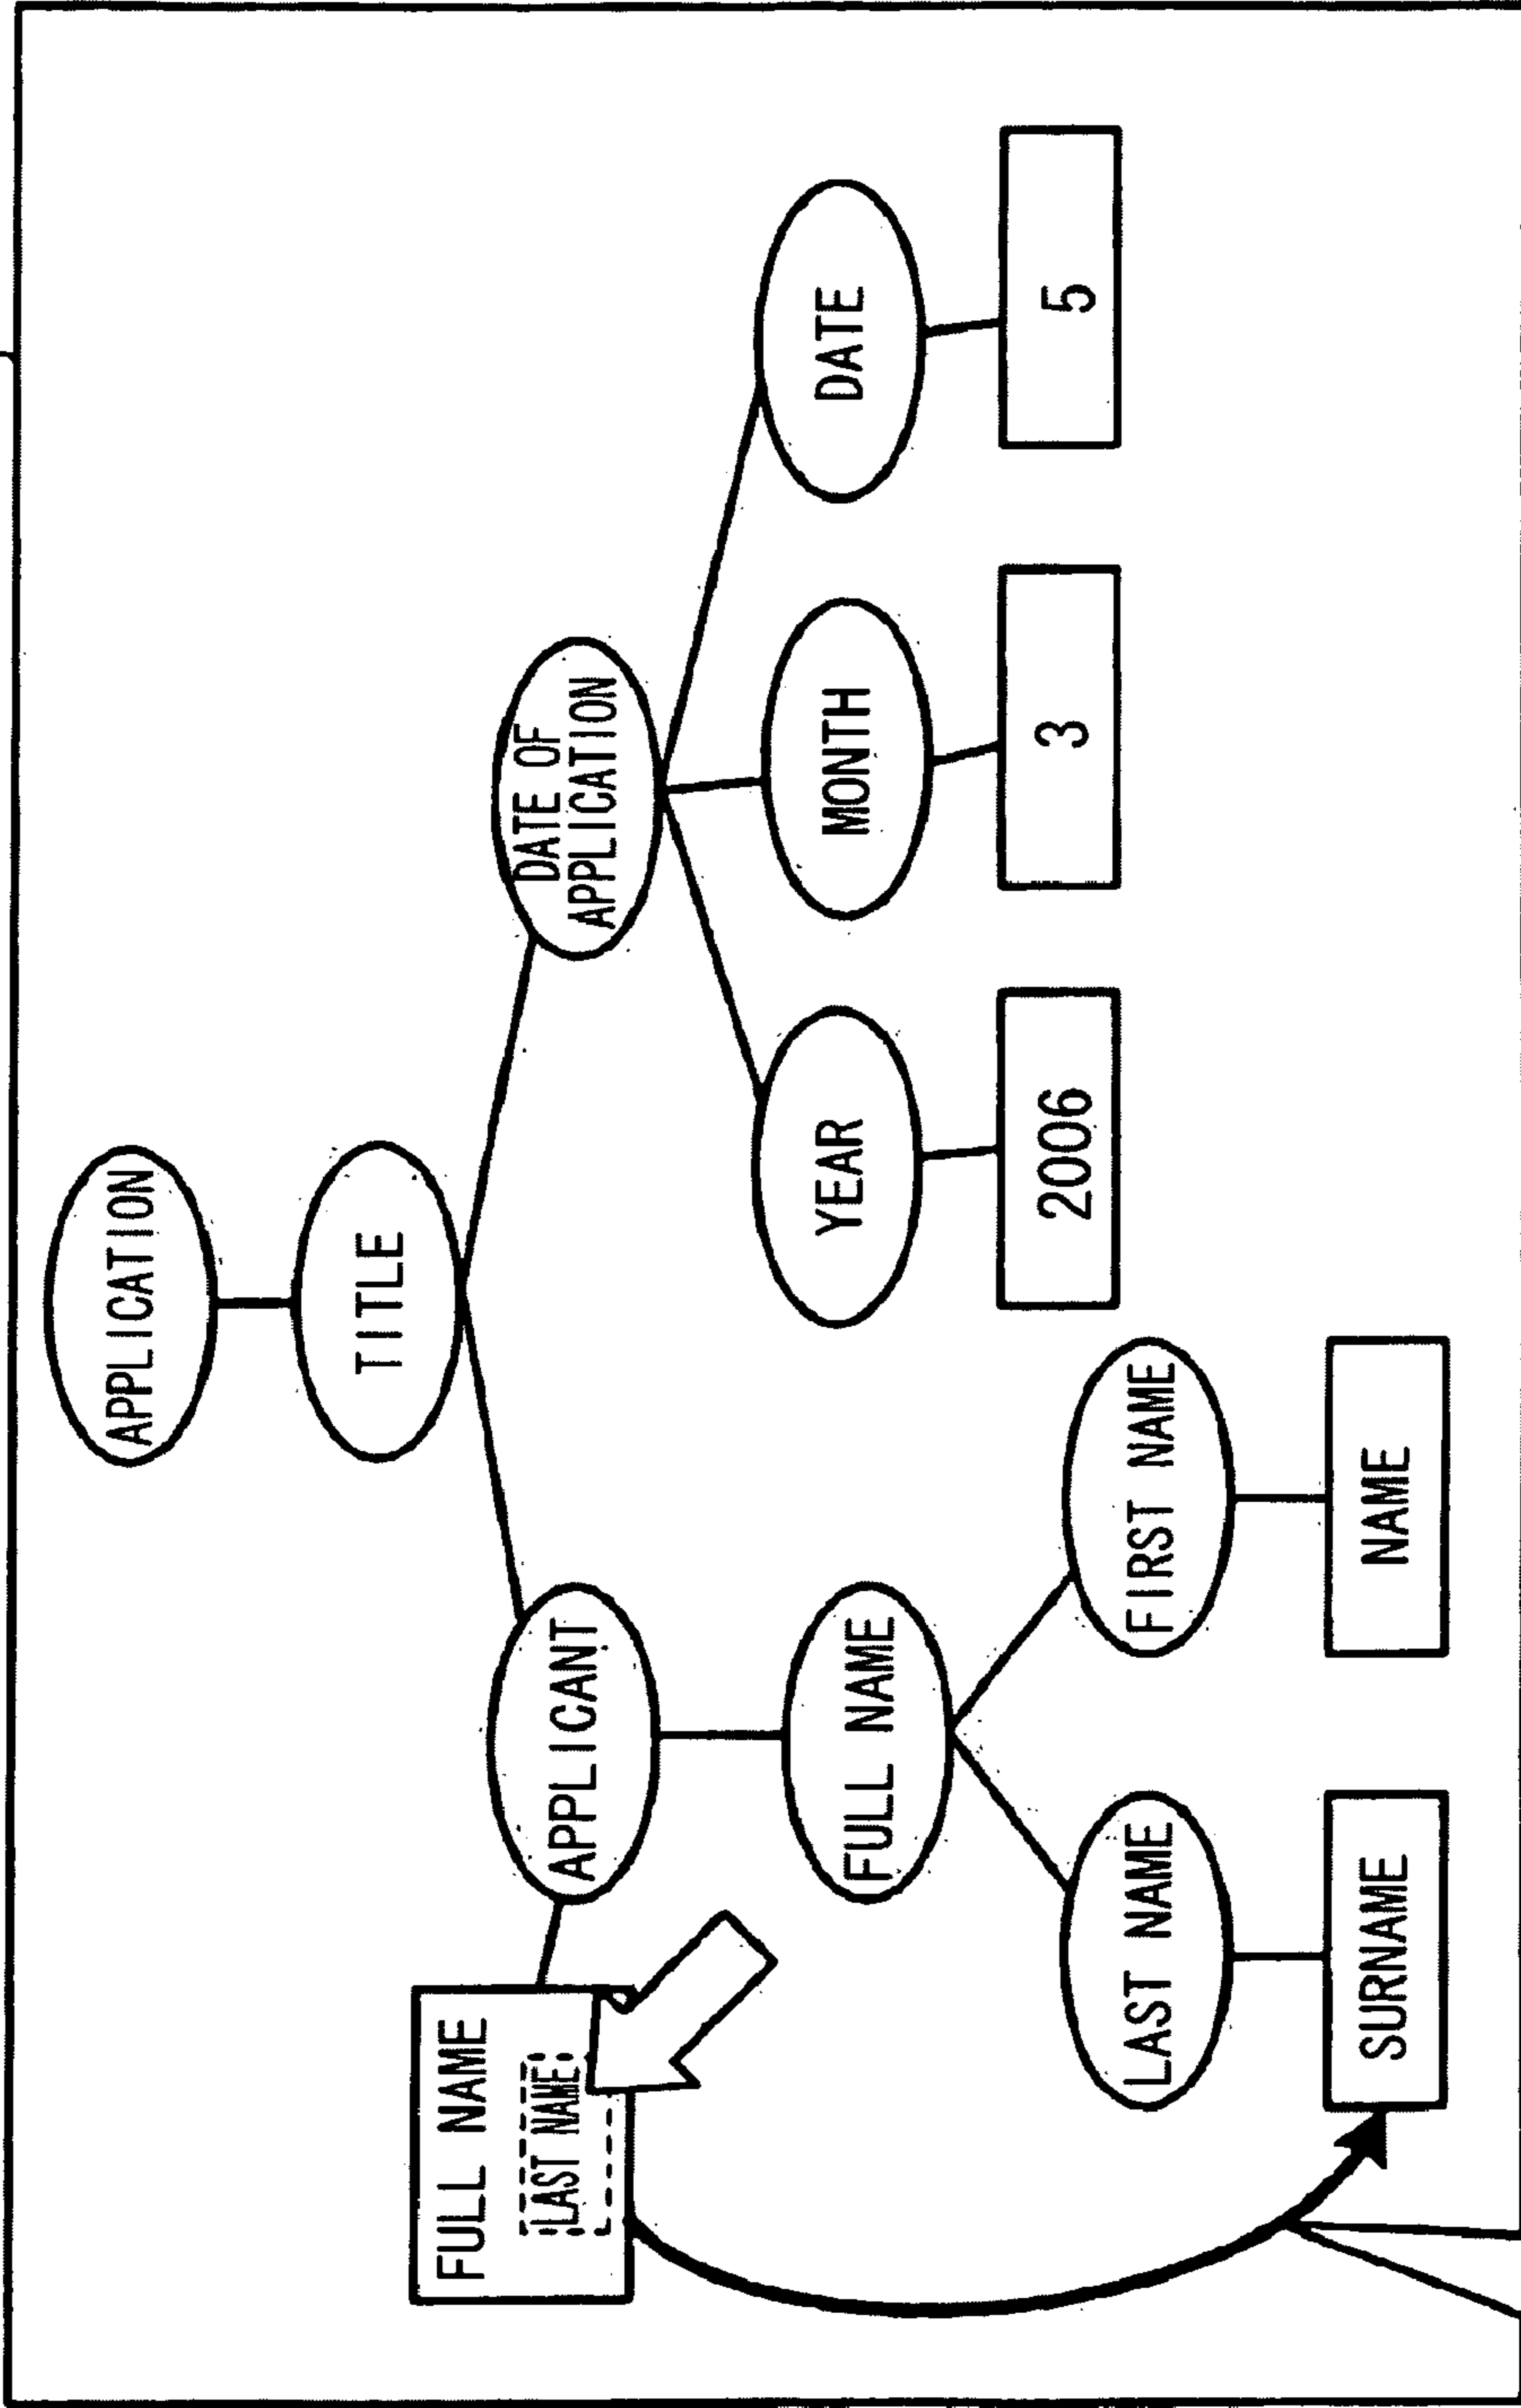 APPLICATION
TITLE
FULL NAME
LAST NAME
APPLICANT
DATE OF
APPLICATION
FULL NAME
YEAR
MONTH
DATE
2006
3
5
LAST NAME
FIRST NAME
SURNAME
NAME